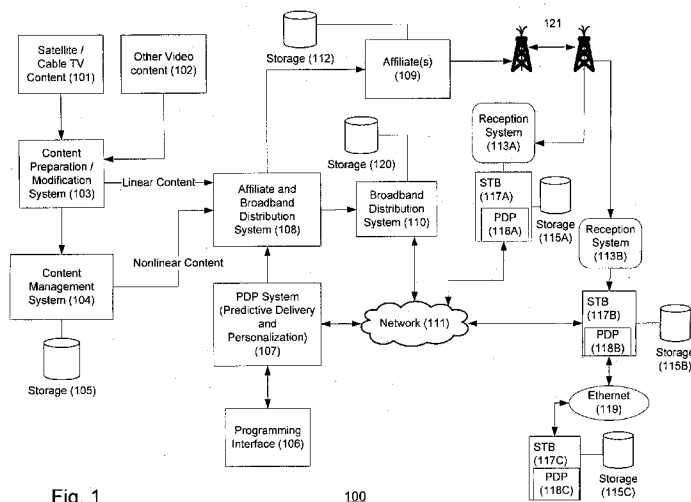 Satellite /
Cable TV
Content (101)
Other Video
content (102)
Storage (112)
Affiliate(s)
(109)
121
Content
Preparation /
Modification
System (103)
Linear Content
Storage (120)
Affiliate and
Broadband
Distribution
System (108)
Broadband
Distribution
System (110)
Reception
System
(113A)
STB
(117A)
PDP
(118A)
Storage
(115A)
Reception
System
(113B)
Nonlinear Content
Content
Management
System (104)
Storage (105)
PDP System
(Predictive Delivery
and
Personalization)
(107)
Network (111)
STB
(117B)
PDP
(118B)
Storage
(115B)
Ethernet
(119)
Programming
Interface (106)
STB
(117C)
PDP
(118C)
Storage
(115C)
Fig. 1
100